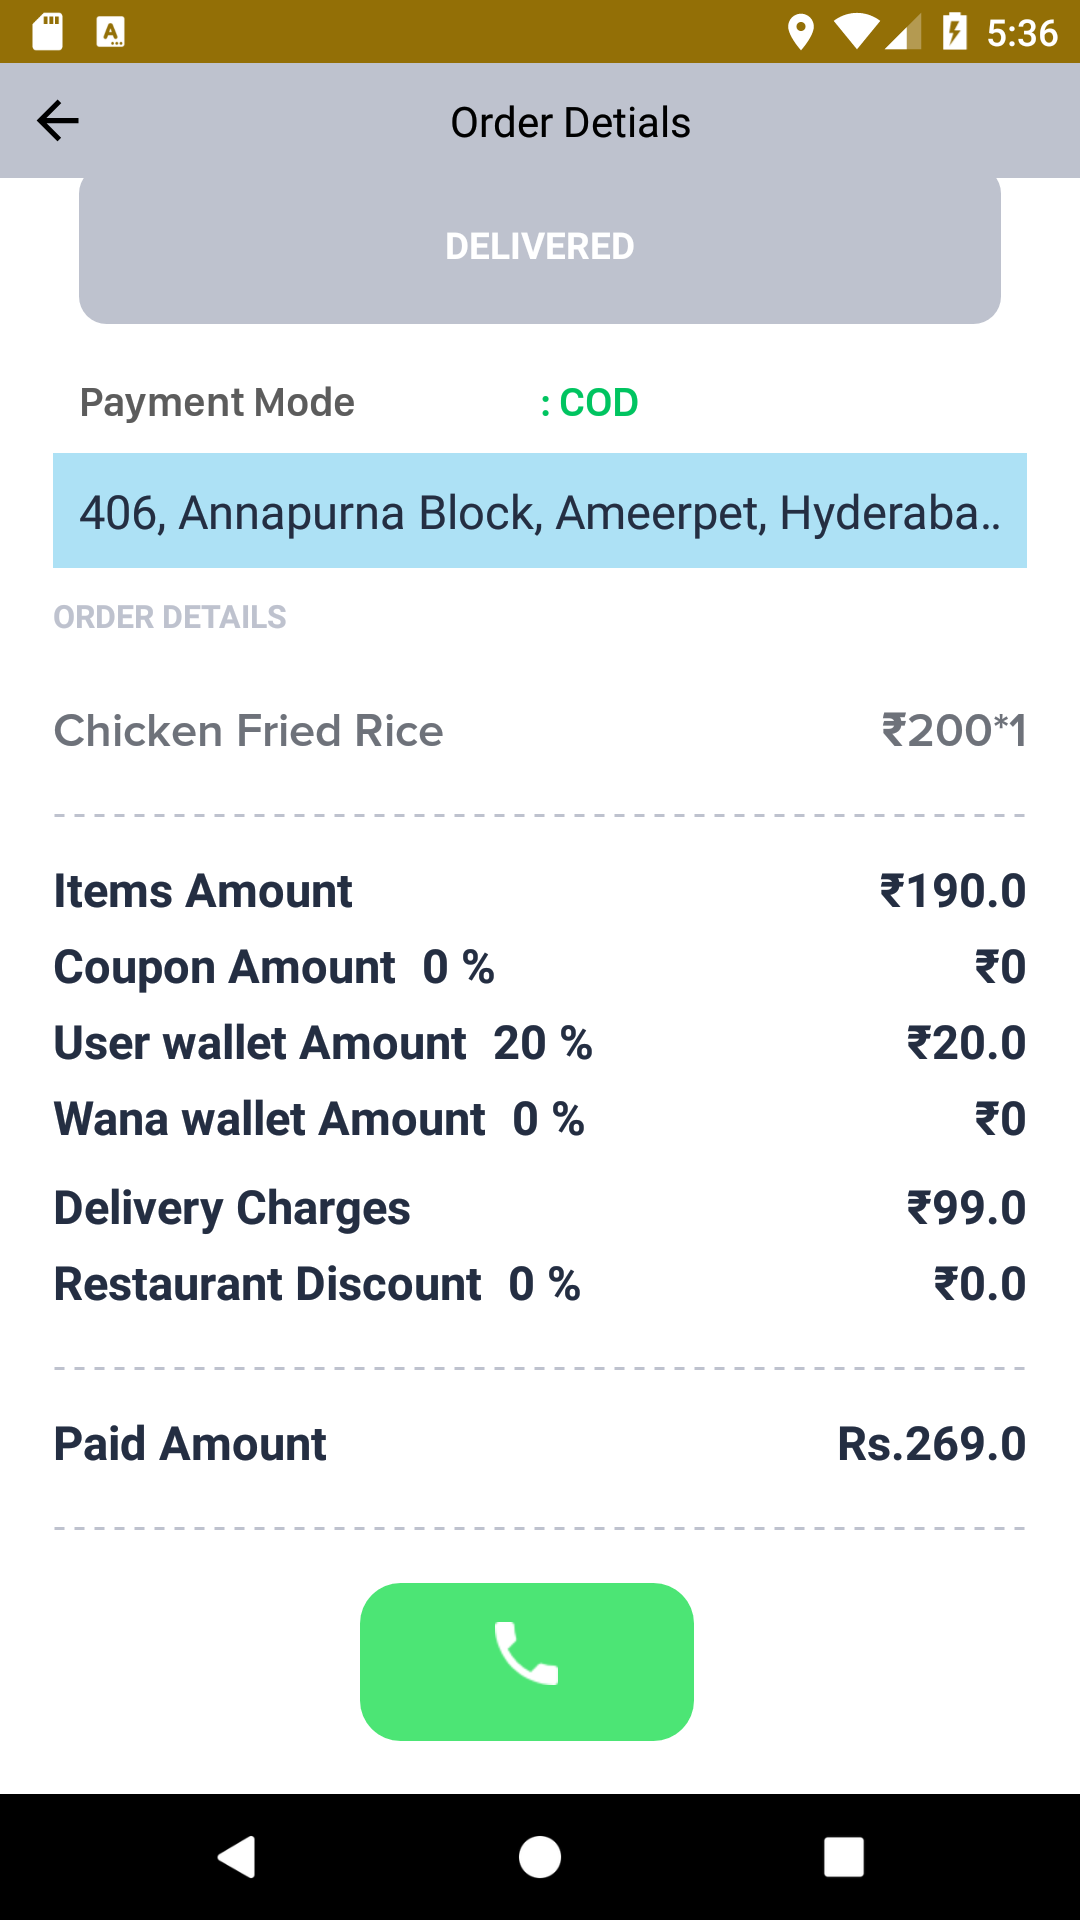 5:36
Order Detials
DELIVERED
Payment Mode : COD
406, Annapurna Block, Ameerpet, Hyderaba..
ORDER DETAILS
Chicken Fried Rice ₹200*1
Items Amount ₹190.0
Coupon Amount 0 % ₹0
User wallet Amount 20 % ₹20.0
Wana wallet Amount 0 % ₹0
Delivery Charges ₹99.0
Restaurant Discount 0 % ₹0.0
Paid Amount Rs.269.0